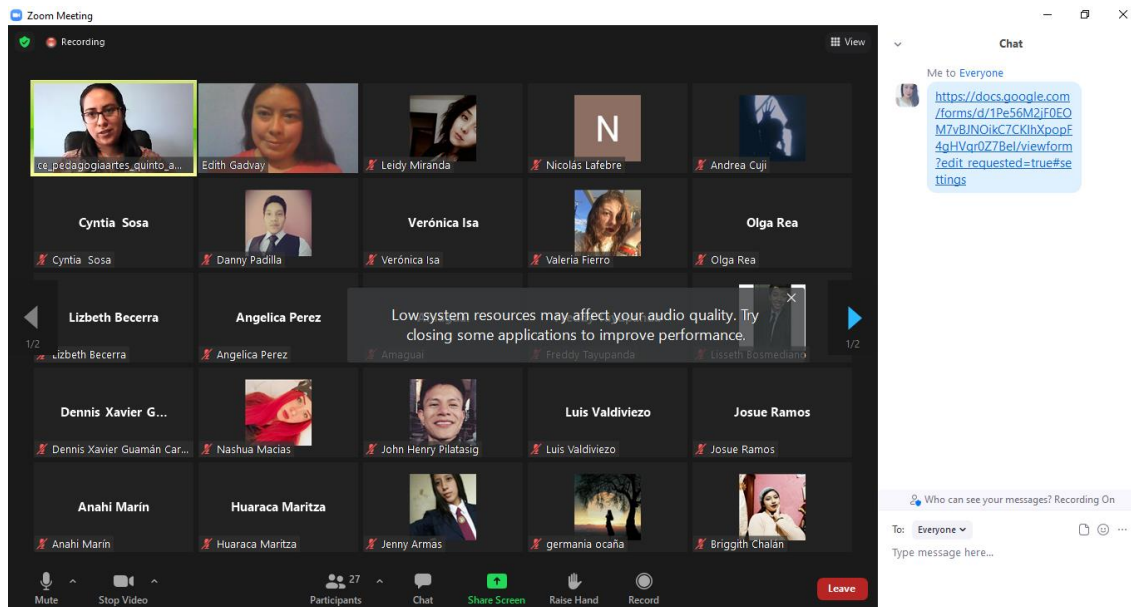 Zoom Meeting
Recording
View
ce_pedagogiaartes_quinto_a...
Edith Gadvay
Leidy Miranda
N
Nicolás Lafebre
Andrea Cuji
Cyntia Sosa
Cyntia Sosa
Danny Padilla
Verónica Isa
Verónica Isa
Valeria Fierro
Olga Rea
Olga Rea
1/2
Lizbeth Becerra
Lizbeth Becerra
Angelica Perez
Angelica Perez
Low system resources may affect your audio quality. Try
closing some applications to improve performance.
Amaguai
Freddy Tayupanda
Lisseth Bosmediano
1/2
Dennis Xavier G...
Dennis Xavier Guamán Car...
Nashua Macias
John Henry Pilatasig
Luis Valdiviezo
Luis Valdiviezo
Josue Ramos
Josue Ramos
Anahi Marín
Anahi Marín
Huaraca Maritza
Huaraca Maritza
Jenny Armas
germania ocaña
Briggith Chalán
Mute
Stop Video
27
Participants
Chat
Share Screen
Raise Hand
Record
Leave
Chat
Me to Everyone
https://docs.google.com
/forms/d/1Pe56M2jF0EO
M7vBJNOikC7CKIhXpopF
4gHVqr0Z7BeI/viewform
?edit_requested=true#se
ttings
Who can see your messages? Recording On
To: Everyone
Type message here...